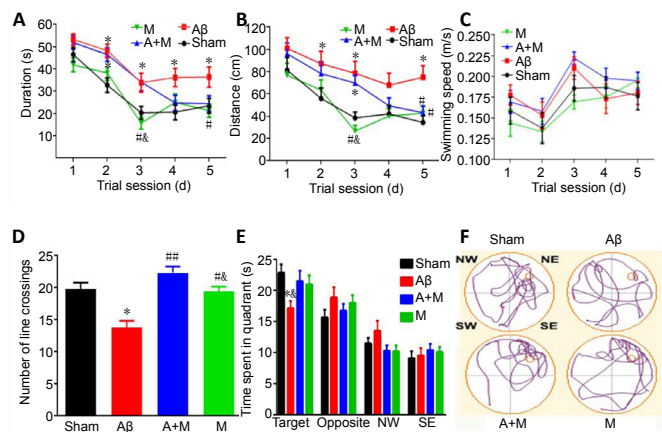 A
M
Aβ
A+M
Sham
Duration (s)
60
50
40
30
20
10
* * * * *
#&
#
1 2 3 4 5
Trial session (d)
B
M
Aβ
A+M
Sham
Distance (cm)
120
100
80
60
40
20
0
* * * *
#&
#
#
1 2 3 4 5
Trial session (d)
C
M
A+M
Aβ
Sham
Swimming speed (m/s)
0.250
0.225
0.200
0.175
0.150
0.125
0.100
1 2 3 4 5
Trial session (d)
D
Number of line crossings
25
20
15
10
5
0
*
##
#&
Sham Aβ A+M M
E
Sham
Aβ
A+M
M
Time spent in quadrant (s)
25
20
15
10
5
0
*&
Target Opposite NW SE
F
Sham Aβ
NW NE
SW SE
A+M M